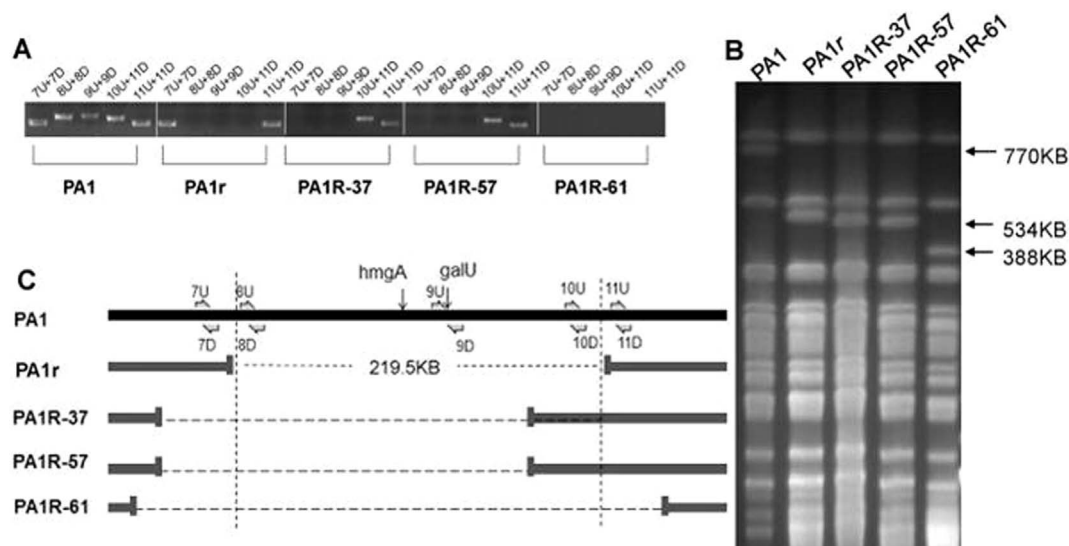 A
7U+7D 8U+8D 9U+9D 10U+11D 11U+11D 7U+7D 8U+8D 9U+9D 10U+11D 11U+11D 7U+7D 8U+8D 9U+9D 10U+11D 11U+11D 7U+7D 8U+8D 9U+9D 10U+11D 11U+11D 7U+7D 8U+8D 9U+9D 10U+11D 11U+11D
PA1 PA1r PA1R-37 PA1R-57 PA1R-61
B
PA1 PA1r PA1R-37 PA1R-57 PA1R-61
770KB
534KB
388KB
C
hmgA galU
7U 8U 9U 10U 11U
PA1
7D 8D 9D 10D 11D
PA1r
219.5KB
PA1R-37
PA1R-57
PA1R-61